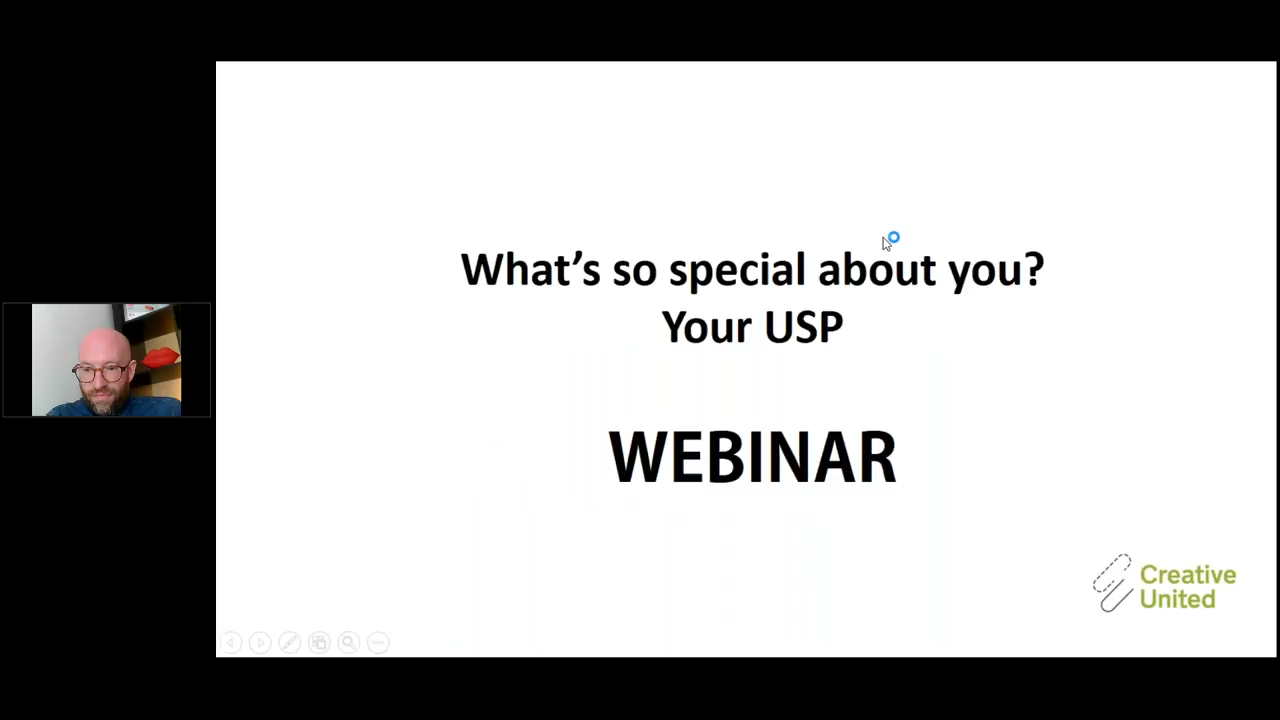 What’s so special about you?
Your USP
WEBINAR
Creative
United